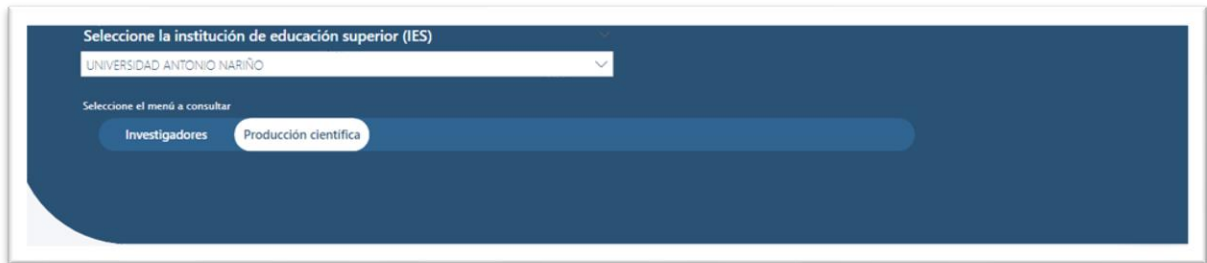 Seleccione la institución de educación superior (IES)
UNIVERSIDAD ANTONIO NARIÑO
Seleccione el menú a consultar
Investigadores Producción científica